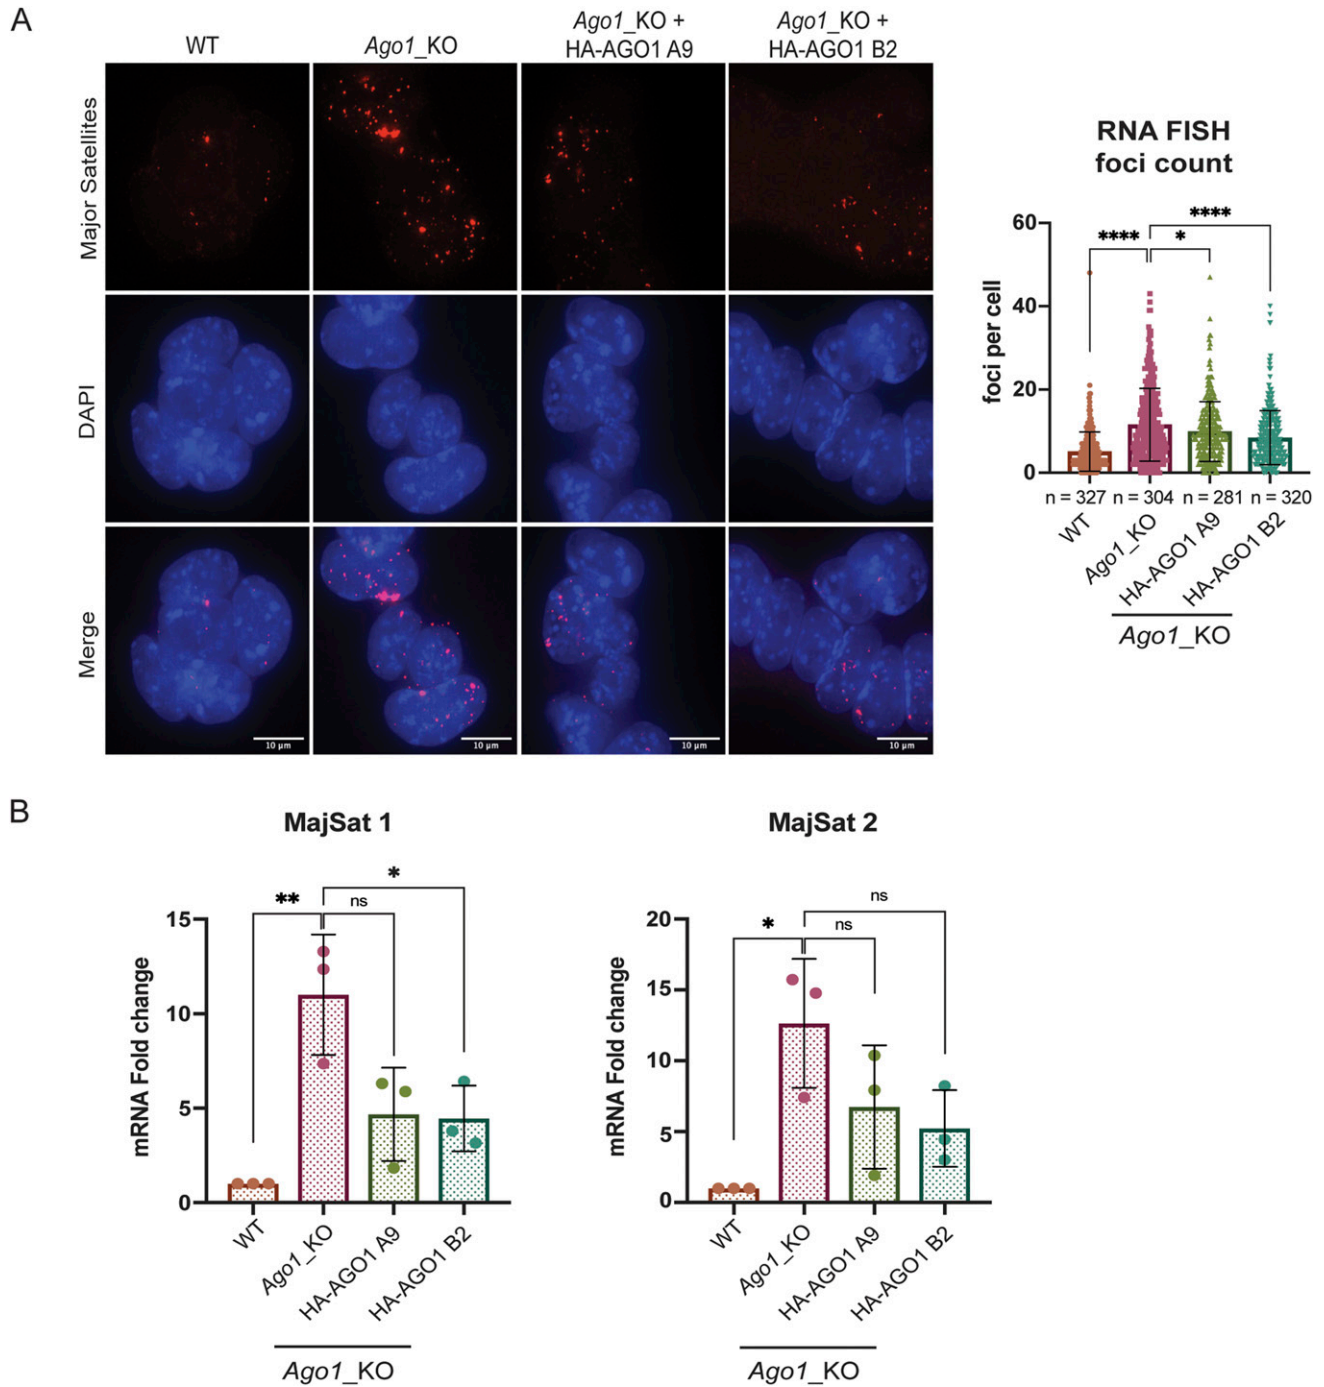 A
WT
Ago1_KO
Ago1_KO +
HA-AGO1 A9
Ago1_KO +
HA-AGO1 B2
Major Satellites
DAPI
Merge
10 µm
10 µm
10 µm
10 µm
RNA FISH
foci count
foci per cell
60
40
20
0
****
*
****
n = 327
n = 304
n = 281
n = 320
WT
Ago1_KO
HA-AGO1 A9
HA-AGO1 B2
Ago1_KO
B
MajSat 1
mRNA Fold change
15
10
5
0
**
ns
*
WT
Ago1_KO
HA-AGO1 A9
HA-AGO1 B2
Ago1_KO
MajSat 2
mRNA Fold change
20
15
10
5
0
*
ns
ns
WT
Ago1_KO
HA-AGO1 A9
HA-AGO1 B2
Ago1_KO